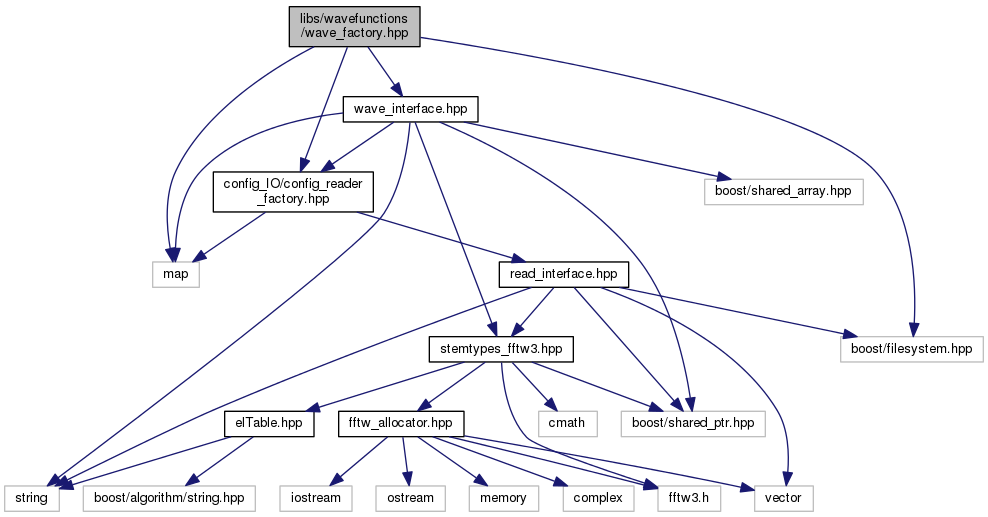 libs/wavefunctions
/wave_factory.hpp
wave_interface.hpp
config_IO/config_reader
_factory.hpp
boost/shared_array.hpp
map
read_interface.hpp
stemtypes_fftw3.hpp
boost/filesystem.hpp
elTable.hpp
fftw_allocator.hpp
cmath
boost/shared_ptr.hpp
string
boost/algorithm/string.hpp
iostream
ostream
memory
complex
fftw3.h
vector